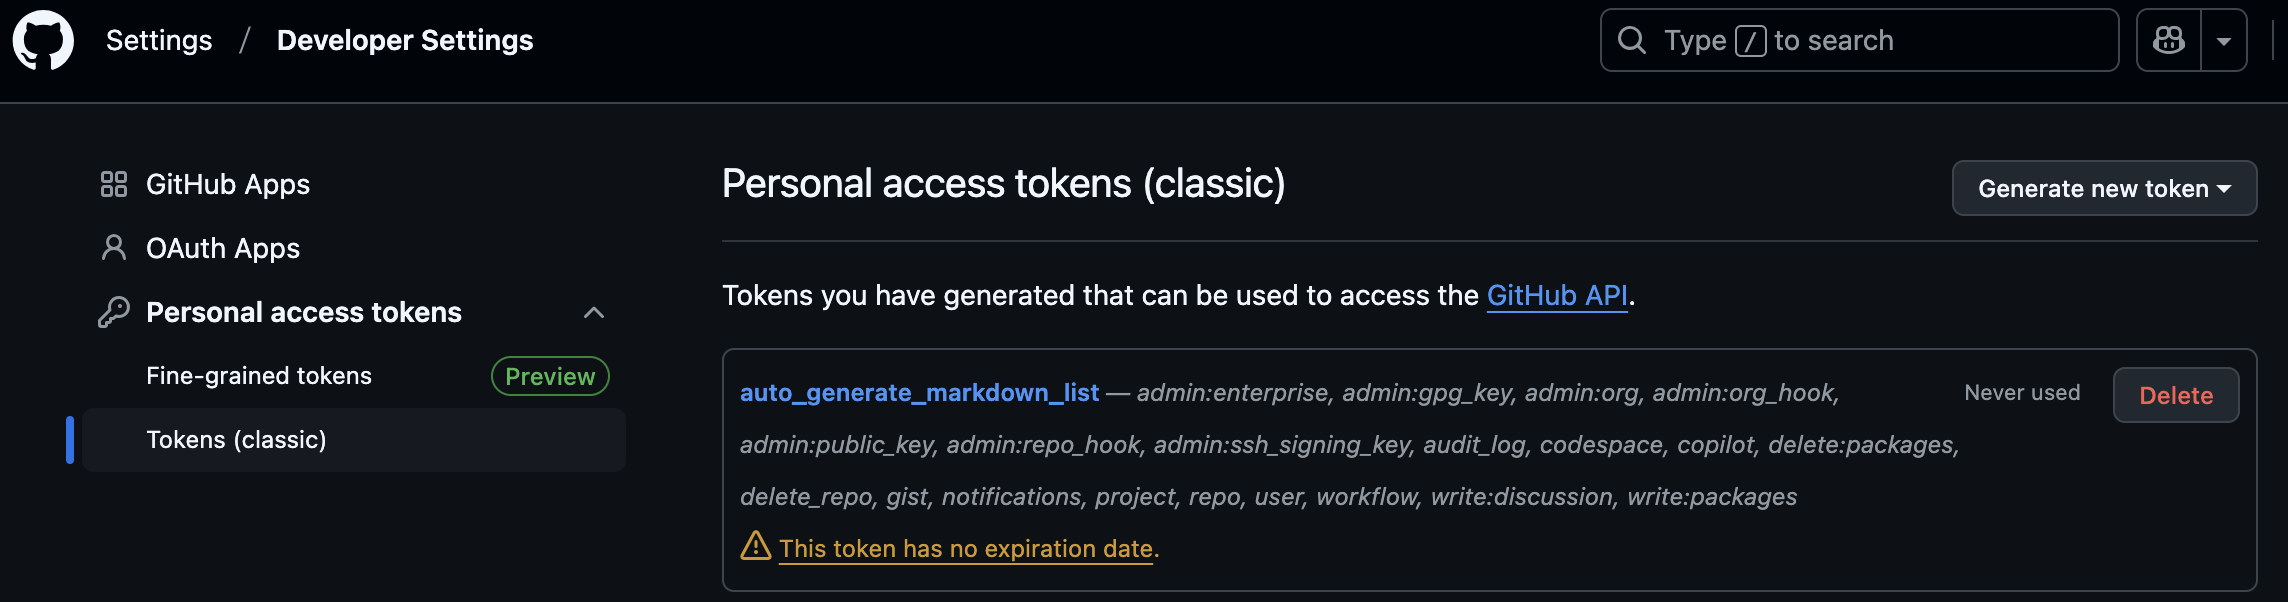 Settings / Developer Settings
Type / to search
GitHub Apps
OAuth Apps
Personal access tokens
Fine-grained tokens Preview
Tokens (classic)
Personal access tokens (classic)
Generate new token
Tokens you have generated that can be used to access the GitHub API.
auto_generate_markdown_list — admin:enterprise, admin:gpg_key, admin:org, admin:org_hook,
admin:public_key, admin:repo_hook, admin:ssh_signing_key, audit_log, codespace, copilot, delete:packages,
delete_repo, gist, notifications, project, repo, user, workflow, write:discussion, write:packages
Never used
Delete
This token has no expiration date.